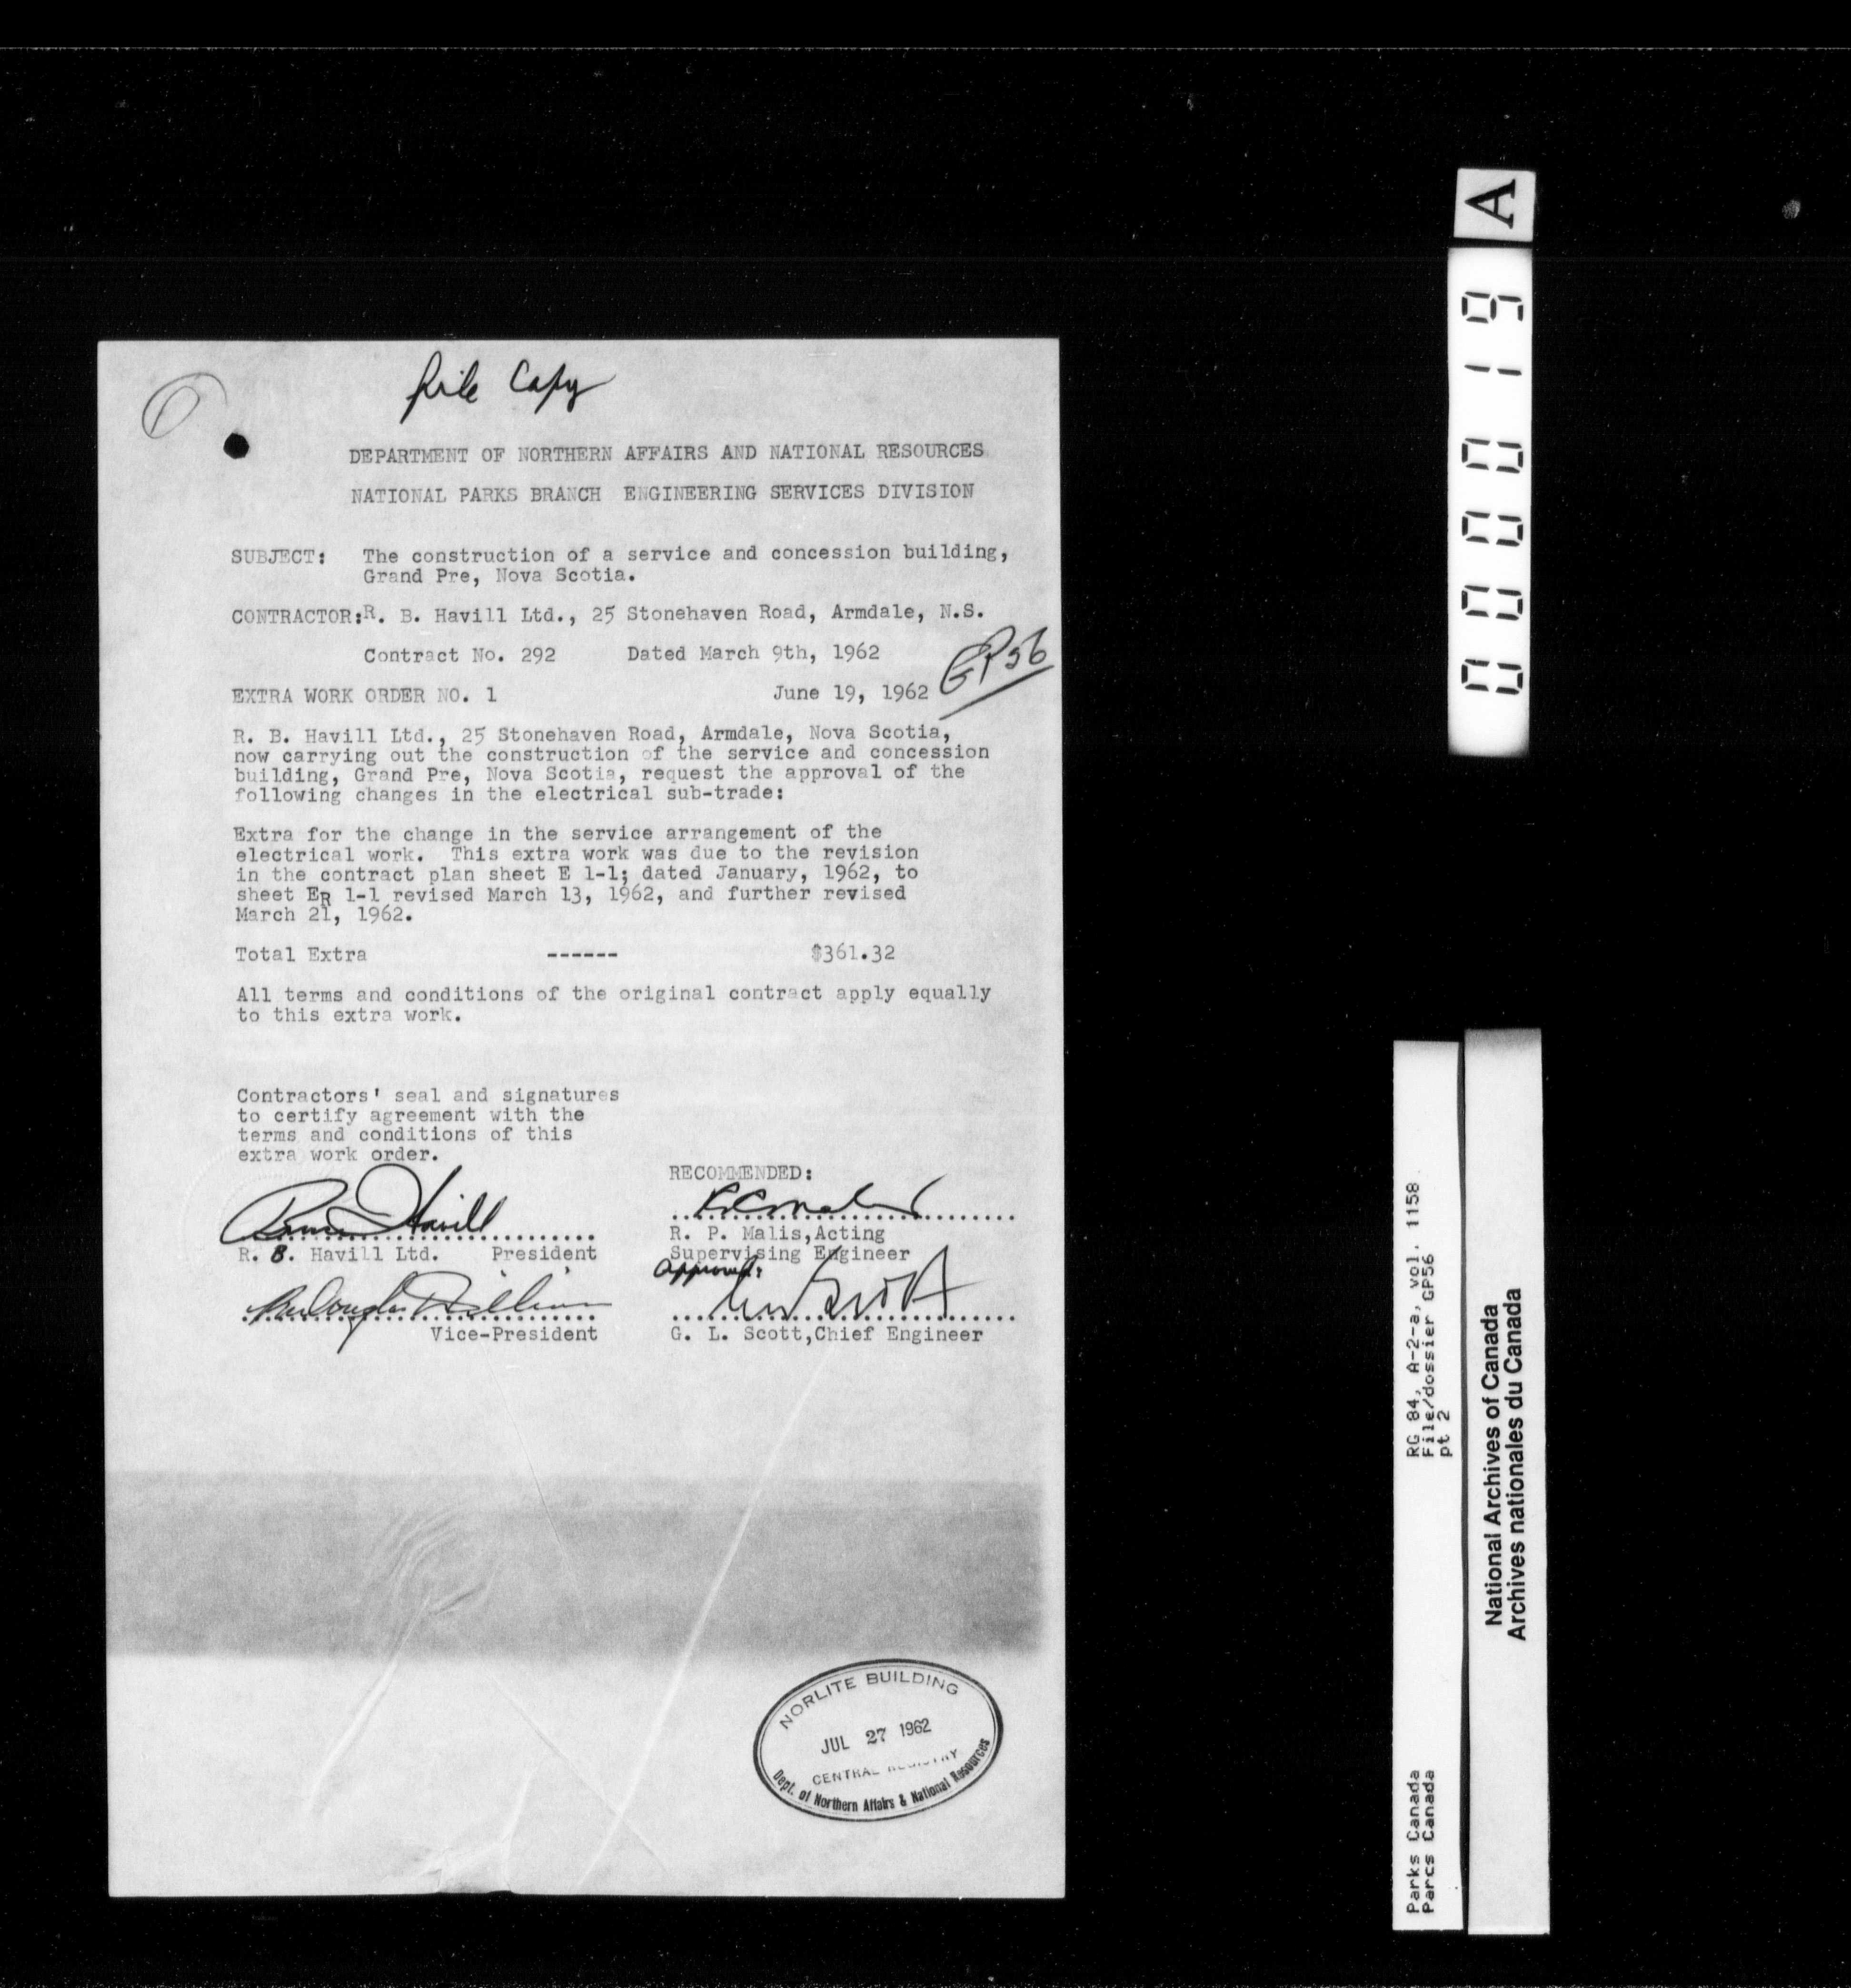 File Copy
DEPARTMENT OF NORTHERN AFFAIRS AND NATIONAL RESOURCES
NATIONAL PARKS BRANCH ENGINEERING SERVICES DIVISION
SUBJECT: The construction of a service and concession building,
Grand Pre, Nova Scotia.
CONTRACTOR:R. B. Havill Ltd., 25 Stonehaven Road, Armdale, N.S.
Contract No. 292 Dated March 9th, 1962
GP56
EXTRA WORK ORDER NO. 1 June 19, 1962
R. B. Havill Ltd., 25 Stonehaven Road, Armdale, Nova Scotia,
now carrying out the construction of the service and concession
building, Grand Pre, Nova Scotia, request the approval of the
following changes in the electrical sub-trade:
Extra for the change in the service arrangement of the
electrical work. This extra work was due to the revision
in the contract plan sheet E 1-1; dated January, 1962, to
sheet ER 1-1 revised March 13, 1962, and further revised
March 21, 1962.
Total Extra ------ $361.32
All terms and conditions of the original contract apply equally
to this extra work.
Contractors' seal and signatures
to certify agreement with the
terms and conditions of this
extra work order.
Havill
R. B. Havill Ltd. President
Vice-President
RECOMMENDED:
R. P. Malis,Acting
Supervising Engineer
Approved:
G. L. Scott,Chief Engineer
NORLITE BUILDING
JUL 27 1962
CENTRAL REGISTRY
Dept. of Northern Affairs & National Resources
000019 A
RG 84, A-2-a, vol. 1158
File/dossier GP56
pt 2
Parks Canada
Parcs Canada
National Archives of Canada
Archives nationales du Canada